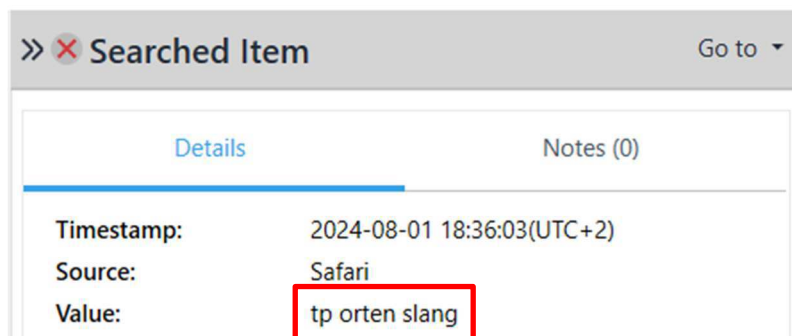 Searched Item Go to
Details Notes (0)
Timestamp: 2024-08-01 18:36:03(UTC+2)
Source: Safari
Value: tp orten slang